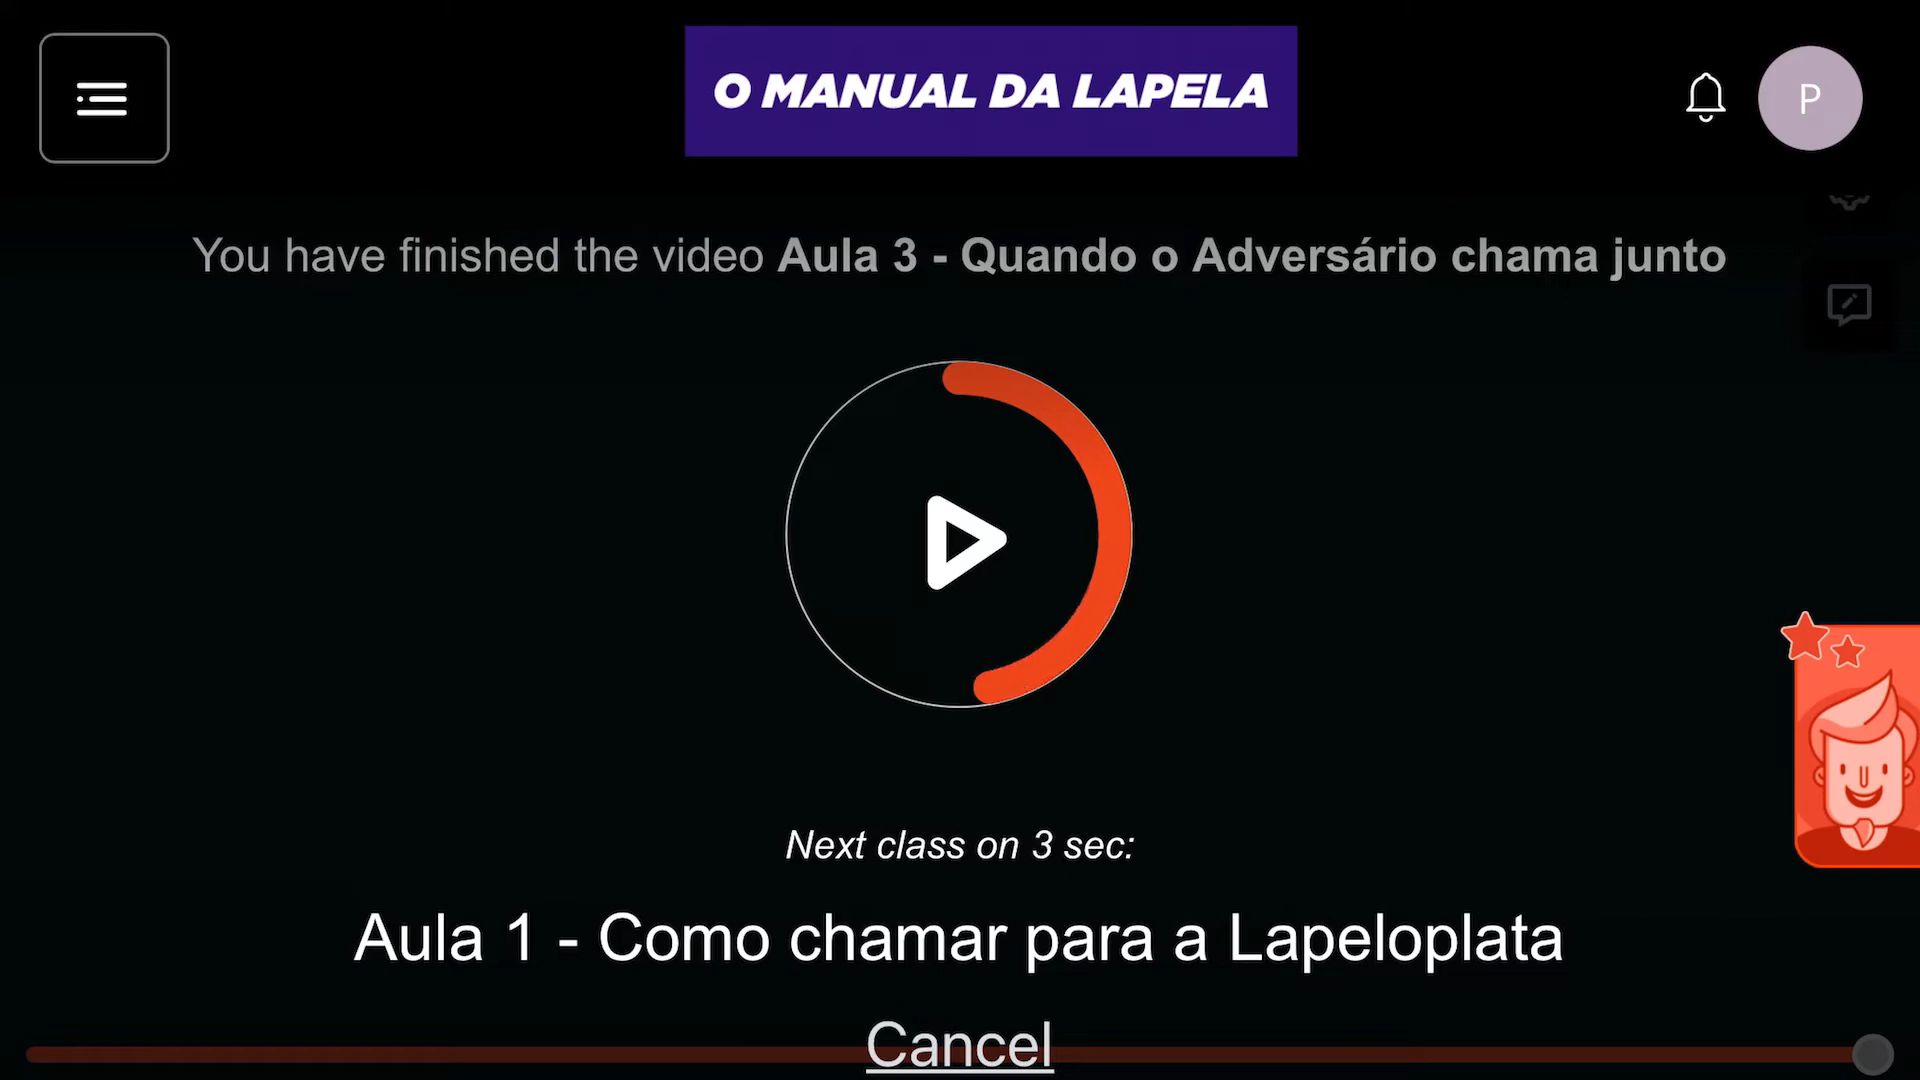 O MANUAL DA LAPELA
P
You have finished the video Aula 3 - Quando o Adversário chama junto
Next class on 3 sec:
Aula 1 - Como chamar para a Lapeloplata
Cancel